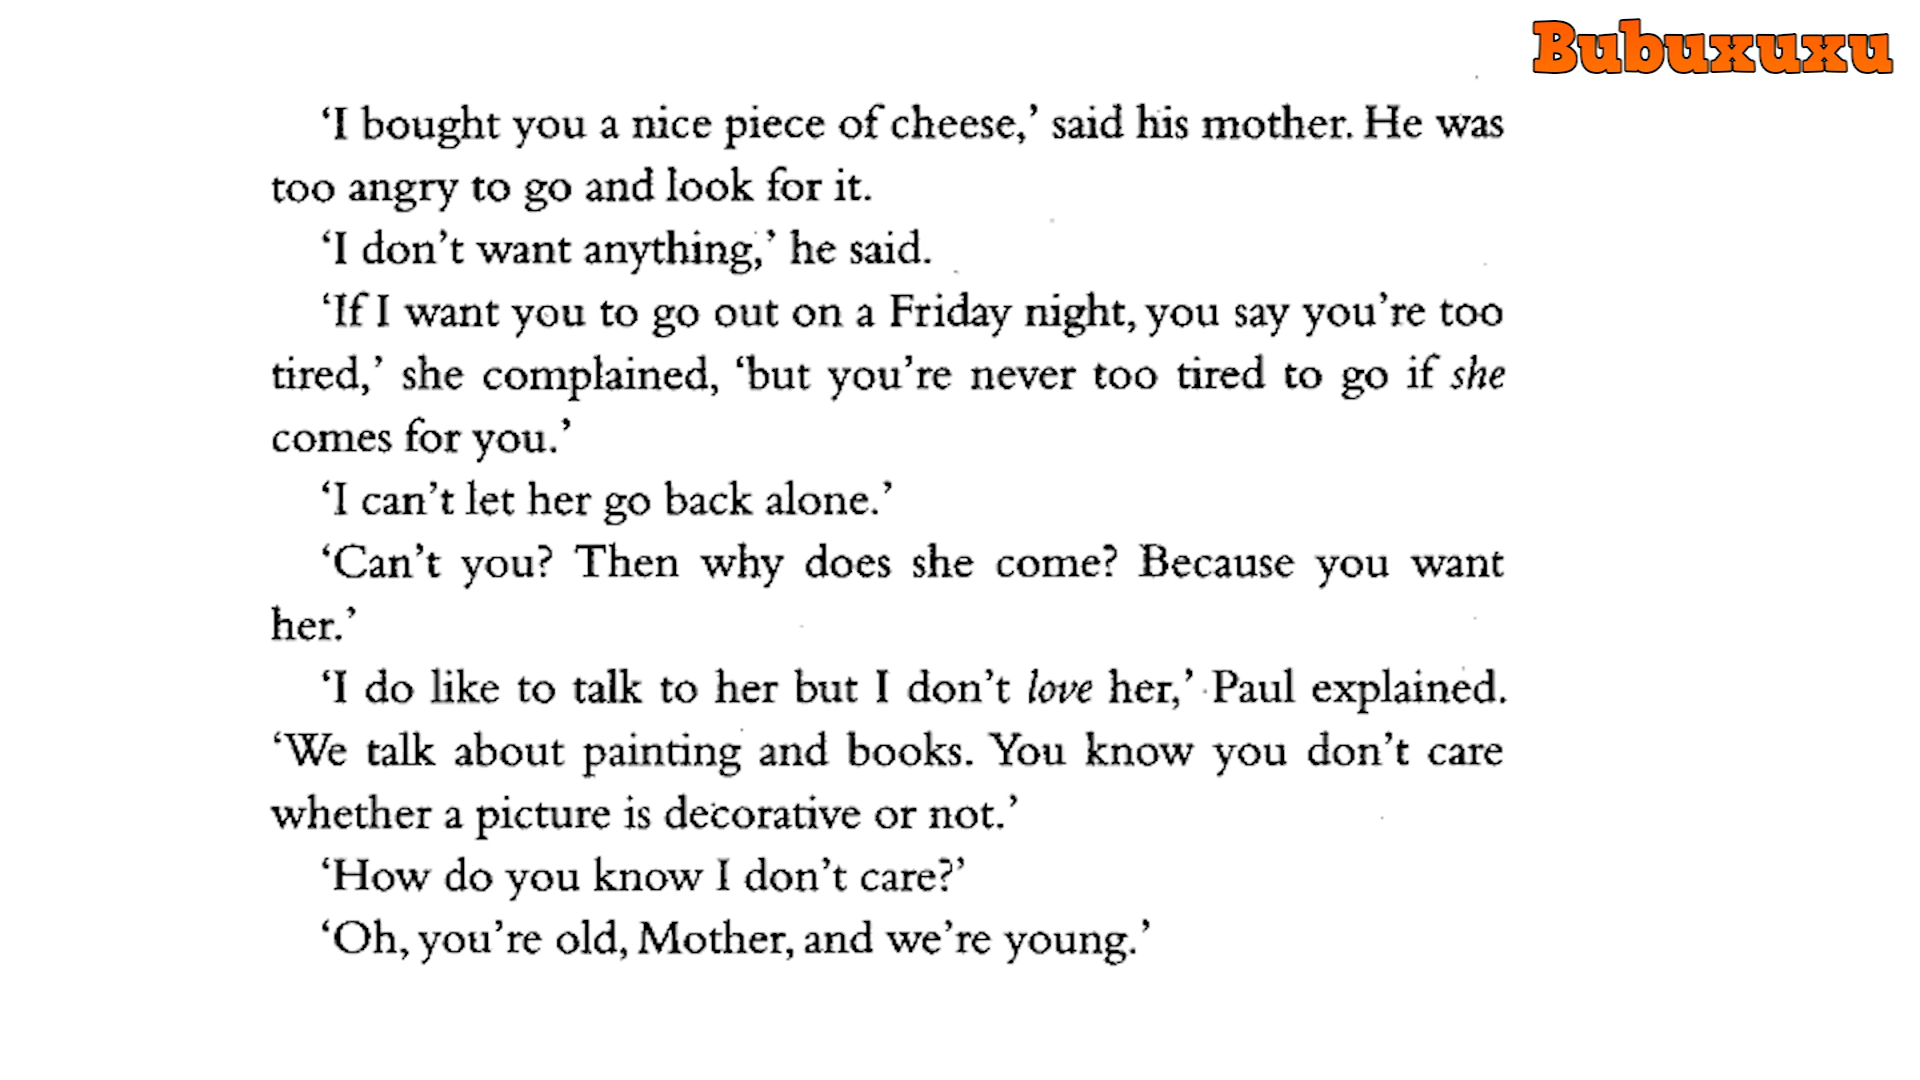 Bubuxuxu
‘I bought you a nice piece of cheese,’ said his mother. He was
too angry to go and look for it.
‘I don’t want anything,’ he said.
‘If I want you to go out on a Friday night, you say you’re too
tired,’ she complained, ‘but you’re never too tired to go if she
comes for you.’
‘I can’t let her go back alone.’
‘Can’t you? Then why does she come? Because you want
her.’
‘I do like to talk to her but I don’t love her,’ Paul explained.
‘We talk about painting and books. You know you don’t care
whether a picture is decorative or not.’
‘How do you know I don’t care?’
‘Oh, you’re old, Mother, and we’re young.’